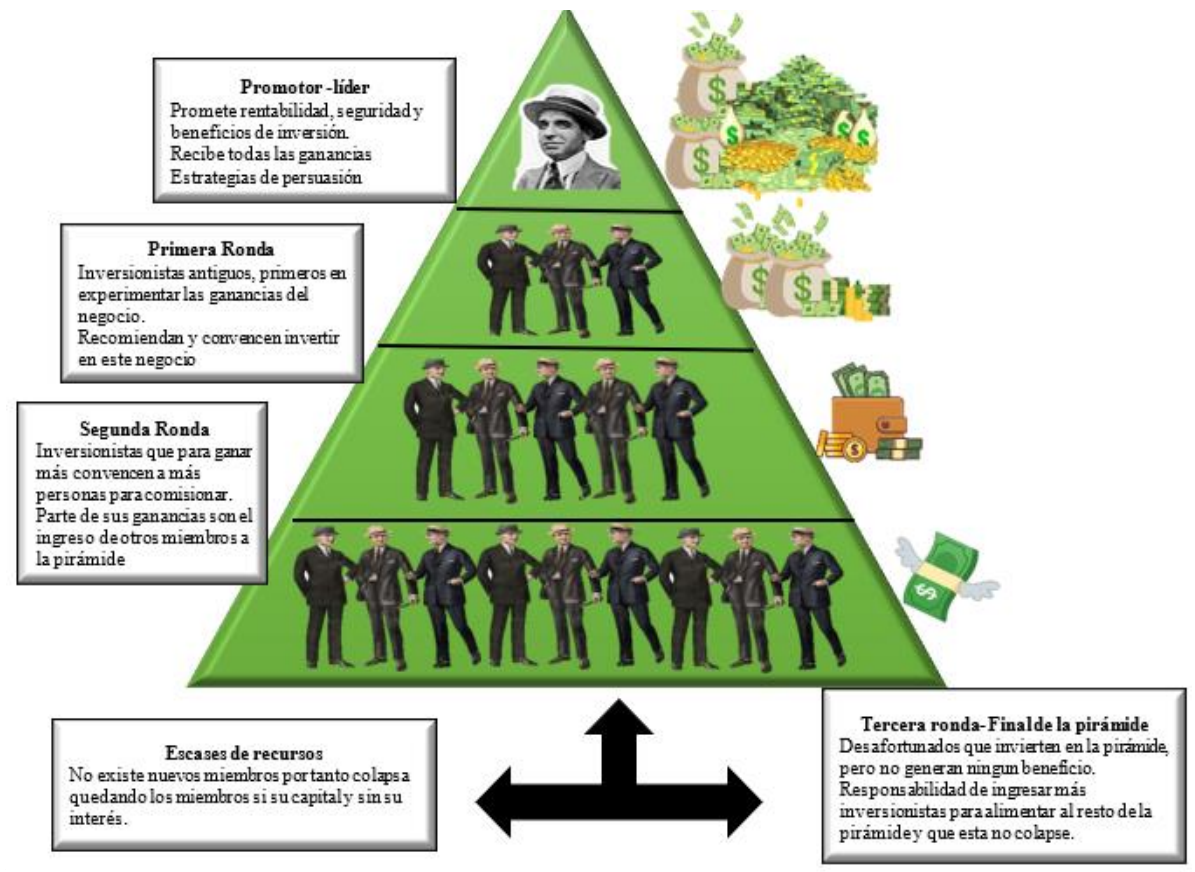 Promotor -líder
Promete rentabilidad, seguridad y
beneficios de inversión.
Recibe todas las ganancias
Estrategias de persuasión
Primera Ronda
Inversionistas antiguos, primeros en
experimentar las ganancias del
negocio.
Recomiendan y convencen invertir
en este negocio
Segunda Ronda
Inversionistas que para ganar
más convencen a más
personas para comisionar.
Parte de sus ganancias son el
ingreso de otros miembros a
la pirámide
Escases de recursos
No existe nuevos miembros por tanto colapsa
quedando los miembros si su capital y sin su
interés.
Tercera ronda- Final de la pirámide
Desafortunados que invierten en la pirámide,
pero no generan ningun beneficio.
Responsabilidad de ingresar más
inversionistas para alimentar al resto de la
pirámide y que esta no colapse.